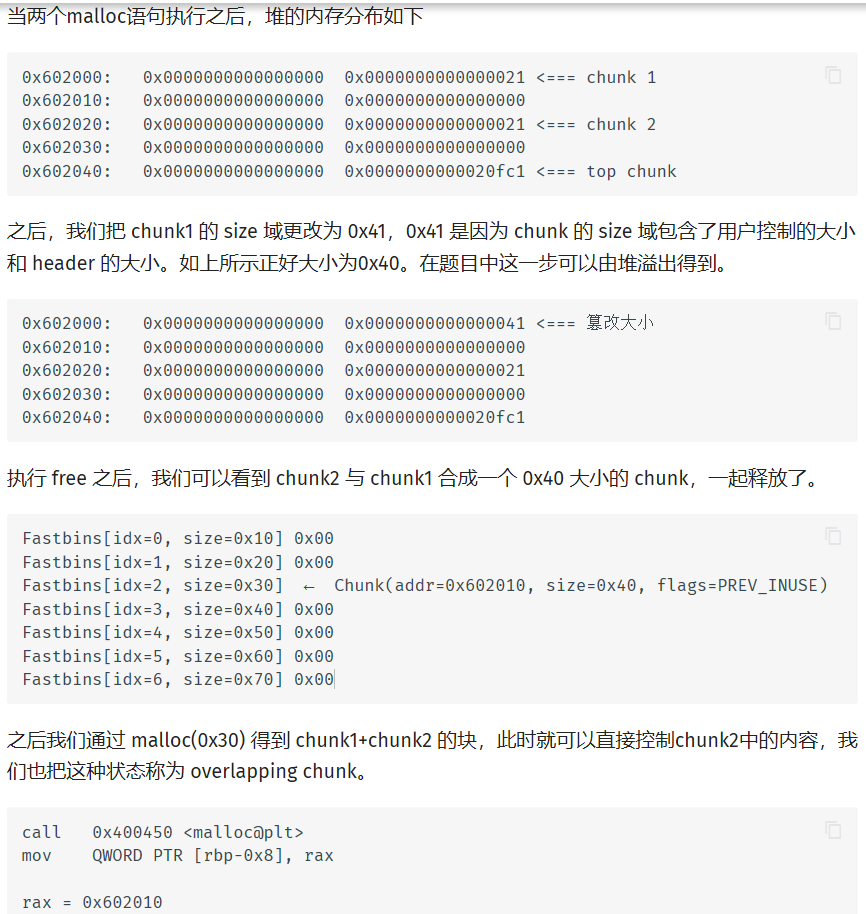 当两个malloc语句执行之后，堆的内存分布如下
0x602000:   0x0000000000000000  0x0000000000000021 <=== chunk 1
0x602010:   0x0000000000000000  0x0000000000000000
0x602020:   0x0000000000000000  0x0000000000000021 <=== chunk 2
0x602030:   0x0000000000000000  0x0000000000000000
0x602040:   0x0000000000000000  0x0000000000020fc1 <=== top chunk
之后，我们把 chunk1 的 size 域更改为 0x41，0x41 是因为 chunk 的 size 域包含了用户控制的大小
和 header 的大小。如上所示正好大小为0x40。在题目中这一步可以由堆溢出得到。
0x602000:   0x0000000000000000  0x0000000000000041 <=== 篡改大小
0x602010:   0x0000000000000000  0x0000000000000000
0x602020:   0x0000000000000000  0x0000000000000021
0x602030:   0x0000000000000000  0x0000000000000000
0x602040:   0x0000000000000000  0x0000000000020fc1
执行 free 之后，我们可以看到 chunk2 与 chunk1 合成一个 0x40 大小的 chunk，一起释放了。
Fastbins[idx=0, size=0x10] 0x00
Fastbins[idx=1, size=0x20] 0x00
Fastbins[idx=2, size=0x30]  ←  Chunk(addr=0x602010, size=0x40, flags=PREV_INUSE)
Fastbins[idx=3, size=0x40] 0x00
Fastbins[idx=4, size=0x50] 0x00
Fastbins[idx=5, size=0x60] 0x00
Fastbins[idx=6, size=0x70] 0x00
之后我们通过 malloc(0x30) 得到 chunk1+chunk2 的块，此时就可以直接控制chunk2中的内容，我
们也把这种状态称为 overlapping chunk。
call   0x400450 <malloc@plt>
mov    QWORD PTR [rbp-0x8], rax
rax = 0x602010